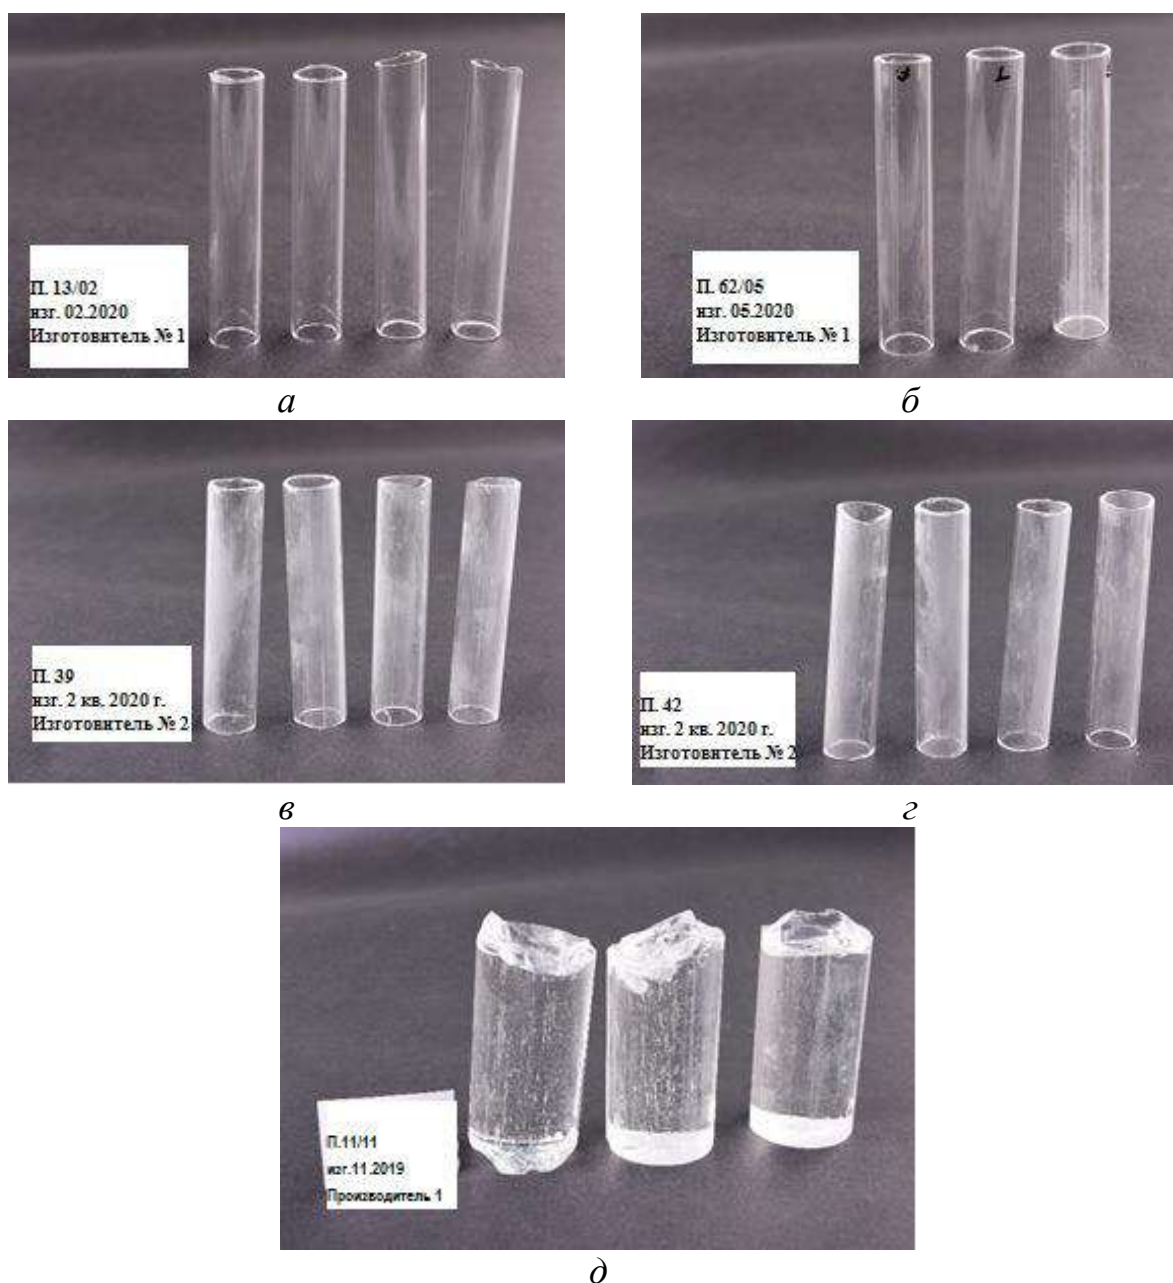 П. 13/02
изг. 02.2020
Изготовитель № 1
П. 62/05
изг. 05.2020
Изготовитель № 1
а
б
П. 39
изг. 2 кв. 2020 г.
Изготовитель № 2
П. 42
изг. 2 кв. 2020 г.
Изготовитель № 2
в
г
П.11/11
изг.11.2019
Производитель 1
д